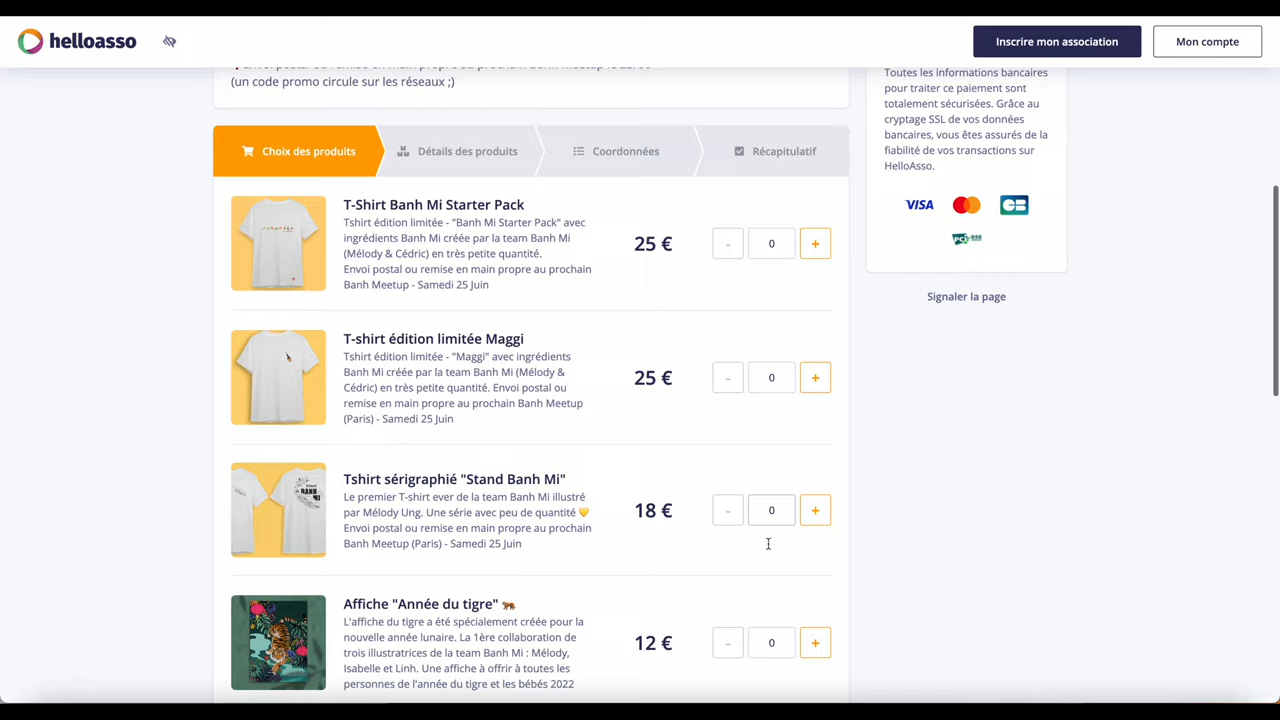 helloasso
Inscrire mon association
Mon compte
(un code promo circule sur les réseaux ;)
Toutes les informations bancaires
pour traiter ce paiement sont
totalement sécurisées. Grâce au
cryptage SSL de vos données
bancaires, vous êtes assurés de la
fiabilité de vos transactions sur
HelloAsso.
VISA
CB
PCI DSS
Signaler la page
Choix des produits
Détails des produits
Coordonnées
Récapitulatif
T-Shirt Banh Mi Starter Pack
Tshirt édition limitée - "Banh Mi Starter Pack" avec
ingrédients Banh Mi créée par la team Banh Mi
(Mélody & Cédric) en très petite quantité.
Envoi postal ou remise en main propre au prochain
Banh Meetup - Samedi 25 Juin
25 €
- 0 +
T-shirt édition limitée Maggi
Tshirt édition limitée - "Maggi" avec ingrédients
Banh Mi créée par la team Banh Mi (Mélody &
Cédric) en très petite quantité. Envoi postal ou
remise en main propre au prochain Banh Meetup
(Paris) - Samedi 25 Juin
25 €
- 0 +
Tshirt sérigraphié "Stand Banh Mi"
Le premier T-shirt ever de la team Banh Mi illustré
par Mélody Ung. Une série avec peu de quantité 💛
Envoi postal ou remise en main propre au prochain
Banh Meetup (Paris) - Samedi 25 Juin
18 €
- 0 +
BANH
MI
Affiche "Année du tigre" 🐅
L'affiche du tigre a été spécialement créée pour la
nouvelle année lunaire. La 1ère collaboration de
trois illustratrices de la team Banh Mi : Mélody,
Isabelle et Linh. Une affiche à offrir à toutes les
personnes de l'année du tigre et les bébés 2022
12 €
- 0 +